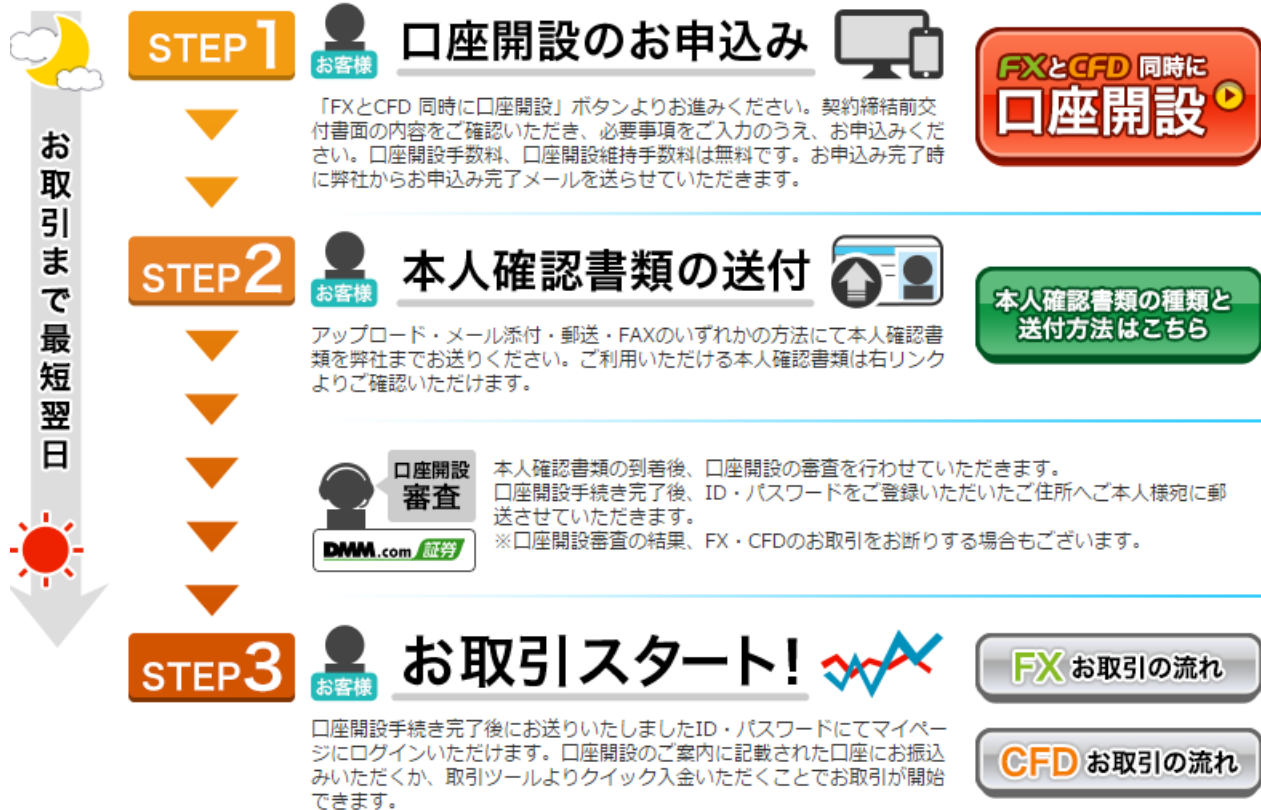 お取引まで最短翌日
STEP1
お客様
口座開設のお申込み
「FXとCFD 同時に口座開設」ボタンよりお進みください。契約締結前交
付書面の内容をご確認いただき、必要事項をご入力のうえ、お申込みくだ
さい。口座開設手数料、口座開設維持手数料は無料です。お申込み完了時
に弊社からお申込み完了メールを送らせていただきます。
FXとCFD 同時に
口座開設
STEP2
お客様
本人確認書類の送付
アップロード・メール添付・郵送・FAXのいずれかの方法にて本人確認書
類を弊社までお送りください。ご利用いただける本人確認書類は右リンク
よりご確認いただけます。
本人確認書類の種類と
送付方法はこちら
口座開設
審査
DMM.com 証券
本人確認書類の到着後、口座開設の審査を行わせていただきます。
口座開設手続き完了後、ID・パスワードをご登録いただいたご住所へご本人様宛に郵
送させていただきます。
※口座開設審査の結果、FX・CFDのお取引をお断りする場合もございます。
STEP3
お客様
お取引スタート!
口座開設手続き完了後にお送りいたしましたID・パスワードにてマイペー
ジにログインいただけます。口座開設のご案内に記載された口座にお振込
みいただくか、取引ツールよりクイック入金いただくことでお取引が開始
できます。
FX お取引の流れ
CFD お取引の流れ